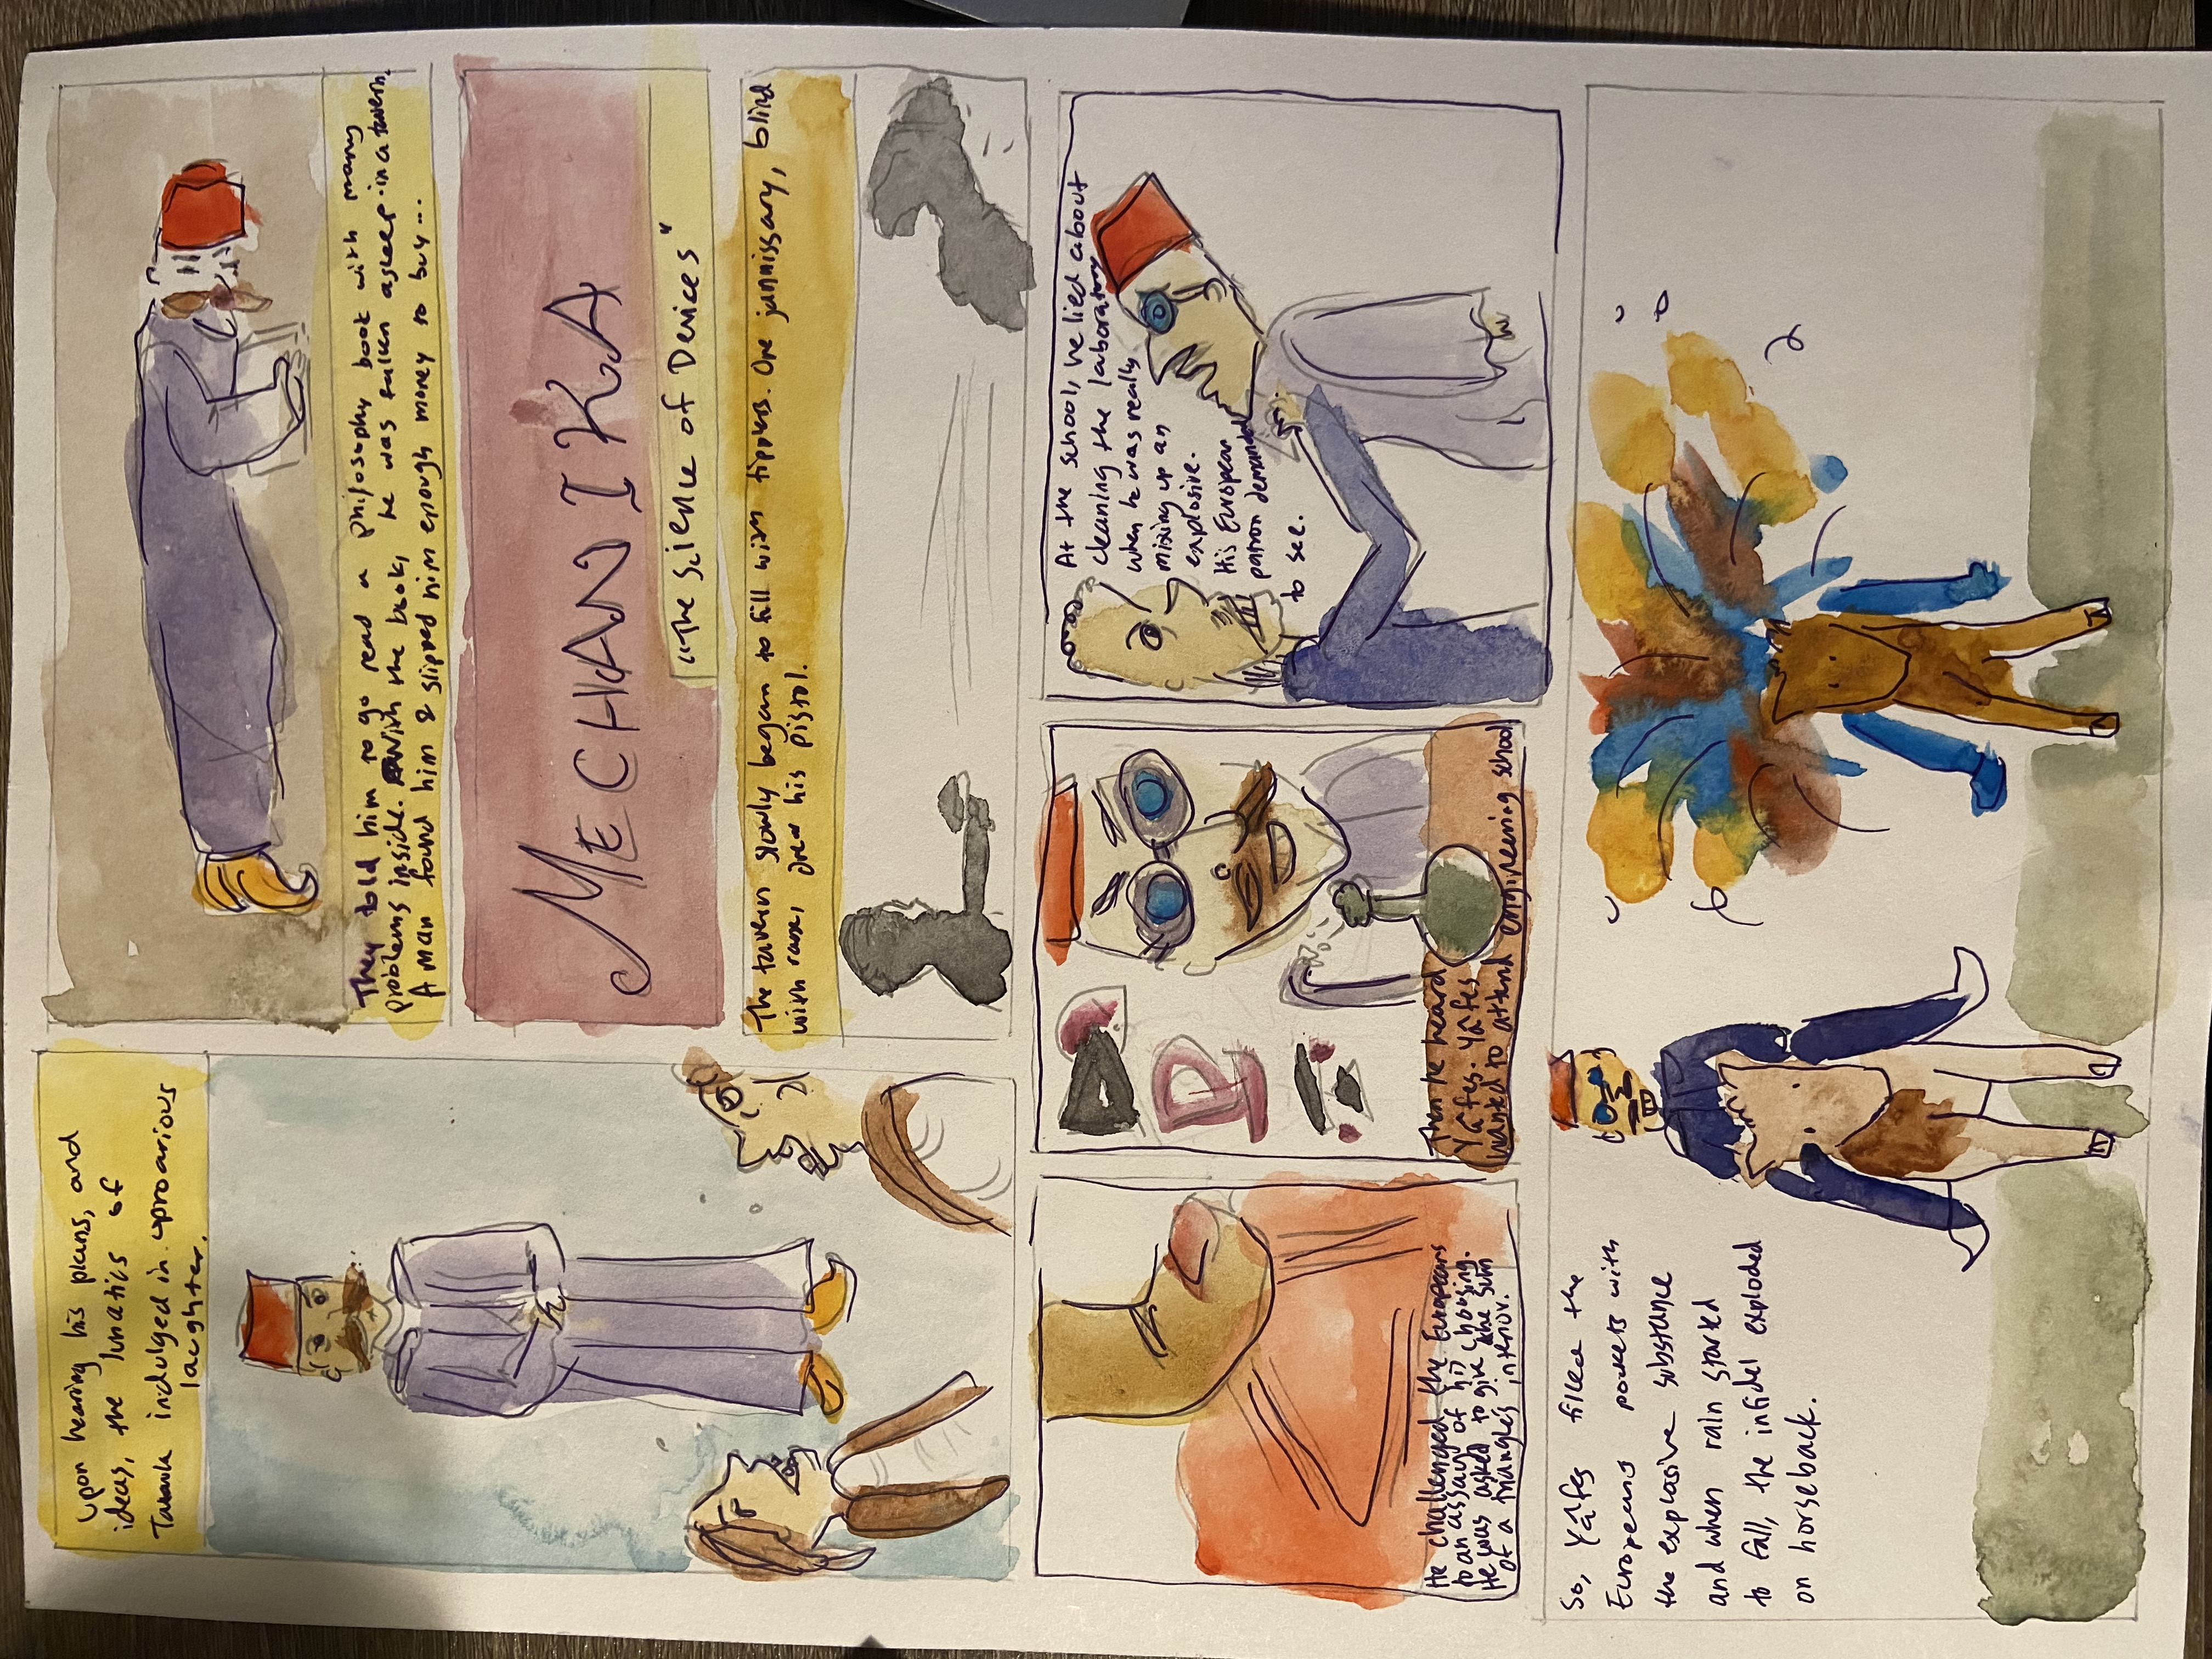 Upon hearing his plans, and
ideas, the lunatics of
indulged in uproarious
laughter.
They told him to go read a philosophy book with many
problems inside. With the book, he was fallen asleep in a tavern.
A man found him & slipped him enough money to buy...
MECHANIKA
"The Science of Devices"
The tavern slowly began to fill with tipplers. One jannissary, blind
with rage, drew his pistol.
He challenged the Europeans
to an assay of his choosing.
He was asked to give the sum
of a triangle's interior.
Then he heard
Yâfes. Yâfes
wanted to attend engineering school
At the school, he lied about
cleaning the laboratory
when he was really
mixing up an
explosive.
His European
patron demanded
to see.
So, Yâfes filled the
Europeans pockets with
the explosive substance
and when rain started
to fall, the infidel exploded
on horseback.